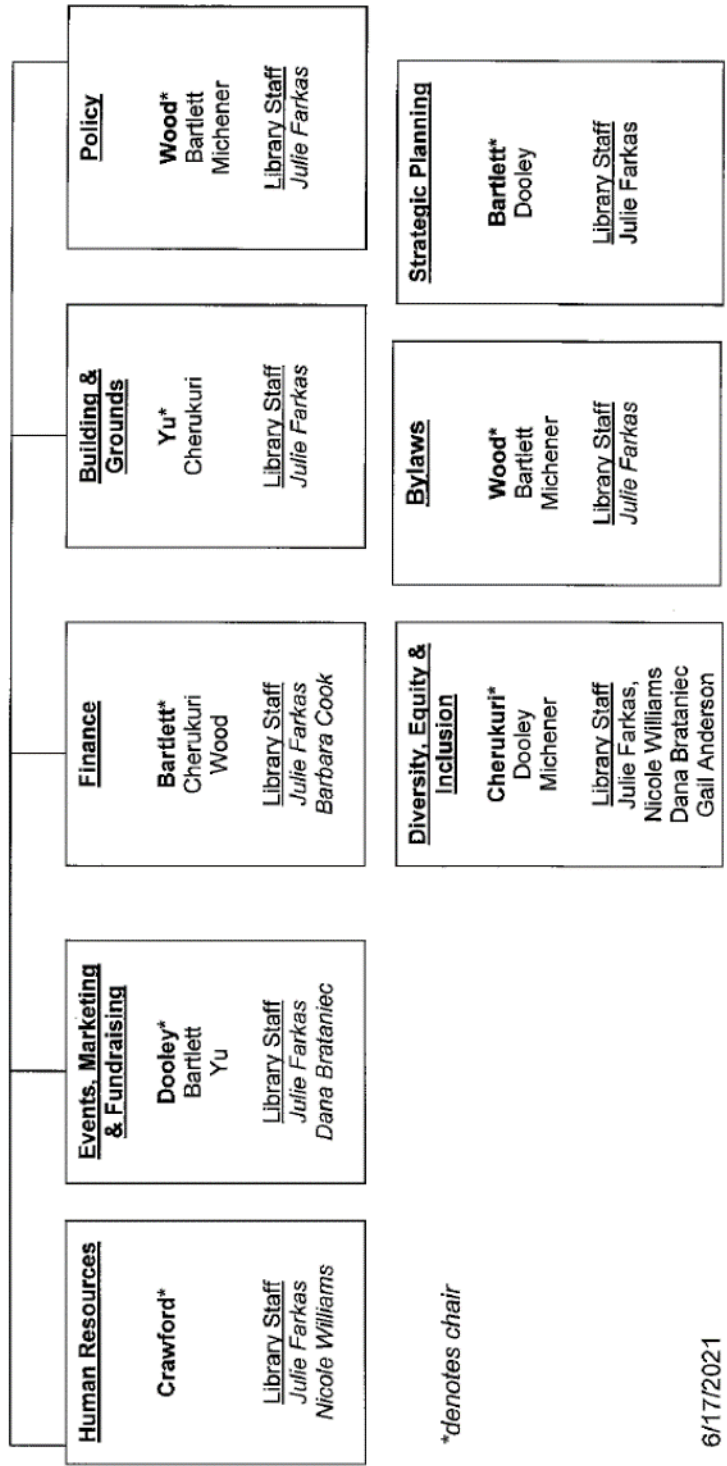 Human Resources
Crawford*
Library Staff
Julie Farkas
Nicole Williams
Events, Marketing
& Fundraising
Dooley*
Bartlett
Yu
Library Staff
Julie Farkas
Dana Brataniec
Finance
Bartlett*
Cherukuri
Wood
Library Staff
Julie Farkas
Barbara Cook
Building &
Grounds
Yu*
Cherukuri
Library Staff
Julie Farkas
Policy
Wood*
Bartlett
Michener
Library Staff
Julie Farkas
Diversity, Equity &
Inclusion
Cherukuri*
Dooley
Michener
Library Staff
Julie Farkas,
Nicole Williams
Dana Brataniec
Gail Anderson
Bylaws
Wood*
Bartlett
Michener
Library Staff
Julie Farkas
Strategic Planning
Bartlett*
Dooley
Library Staff
Julie Farkas
*denotes chair
6/17/2021